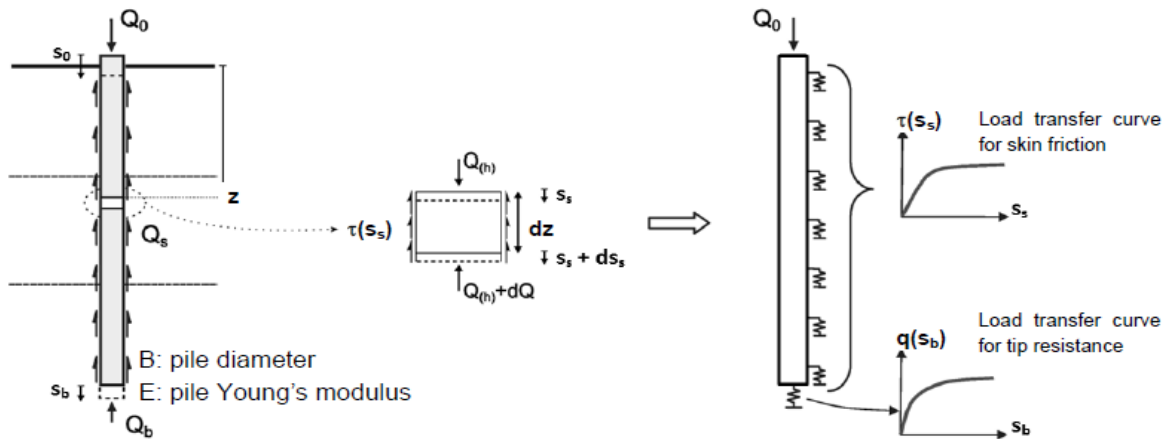 Q0
s0
z
Qs
B: pile diameter
E: pile Young's modulus
sb
Qb
τ(ss)
Q(h)
ss
dz
ss + dss
Q(h)+dQ
Q0
τ(ss)
Load transfer curve
for skin friction
ss
q(sb)
Load transfer curve
for tip resistance
sb